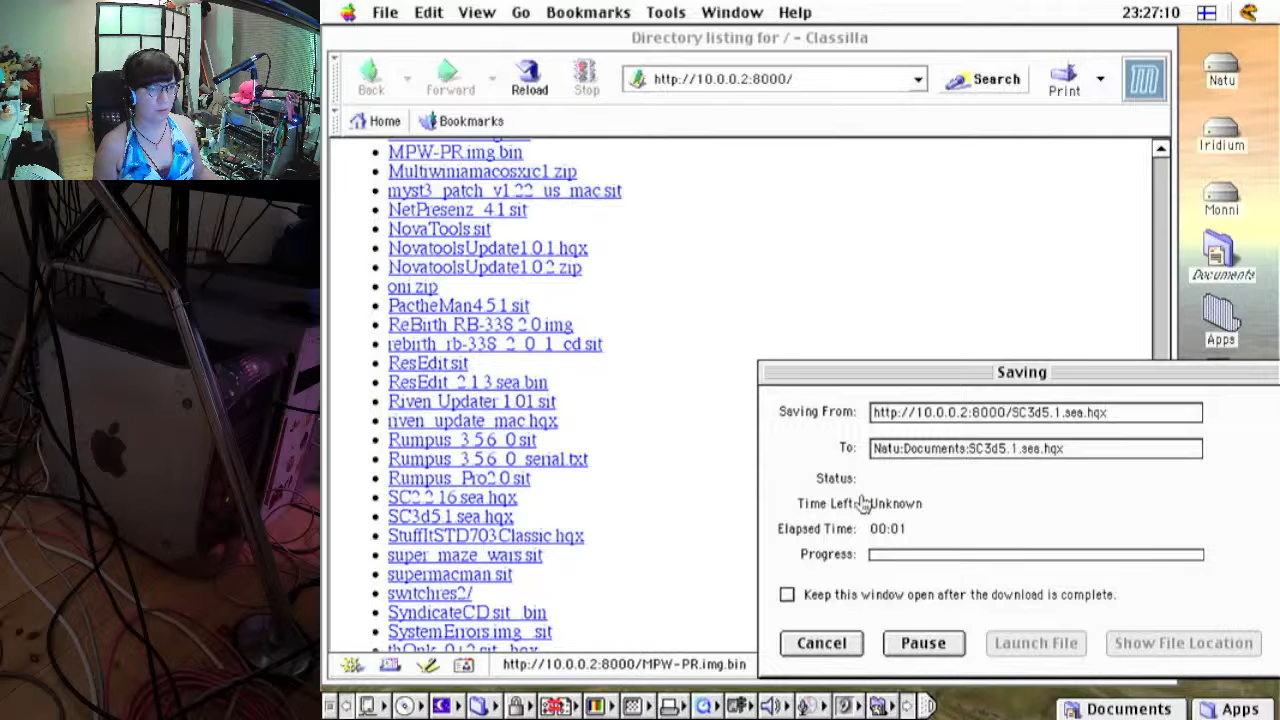 File Edit View Go Bookmarks Tools Window Help 23:27:10
Directory listing for / - Classilla
Back Forward Reload Stop http://10.0.0.2:8000/ Search Print
Home Bookmarks
MPW-PR.img.bin
Multiwiniamacosxrc1.zip
myst3_patch_v1.22_us_mac.sit
NetPresenz_4.1.sit
NovaTools.sit
NovatoolsUpdate1.0.1.hqx
NovatoolsUpdate1.0.2.zip
oni.zip
PactheMan4.5.1.sit
ReBirth RB-338 2.0.img
rebirth_rb-338_2_0_1_cd.sit
ResEdit.sit
ResEdit_2.1.3.sea.bin
Riven Updater 1.01.sit
riven_update_mac.hqx
Rumpus_3.5.6_0.sit
Rumpus_3.5.6_0_serial.txt
Rumpus_Pro2.0.sit
SC2.2.16.sea.hqx
SC3d5.1.sea.hqx
StuffItSTD703Classic.hqx
super_maze_wars.sit
supermacman.sit
switchres2/
SyndicateCD.sit_.bin
SystemErrors.img_.sit
http://10.0.0.2:8000/MPW-PR.img.bin
Saving
Saving From: http://10.0.0.2:8000/SC3d5.1.sea.hqx
To: Natu:Documents:SC3d5.1.sea.hqx
Status:
Time Left: Unknown
Elapsed Time: 00:01
Progress:
Keep this window open after the download is complete.
Cancel Pause Launch File Show File Location
Natu
Iridium
Monni
Documents
Apps
Documents Apps